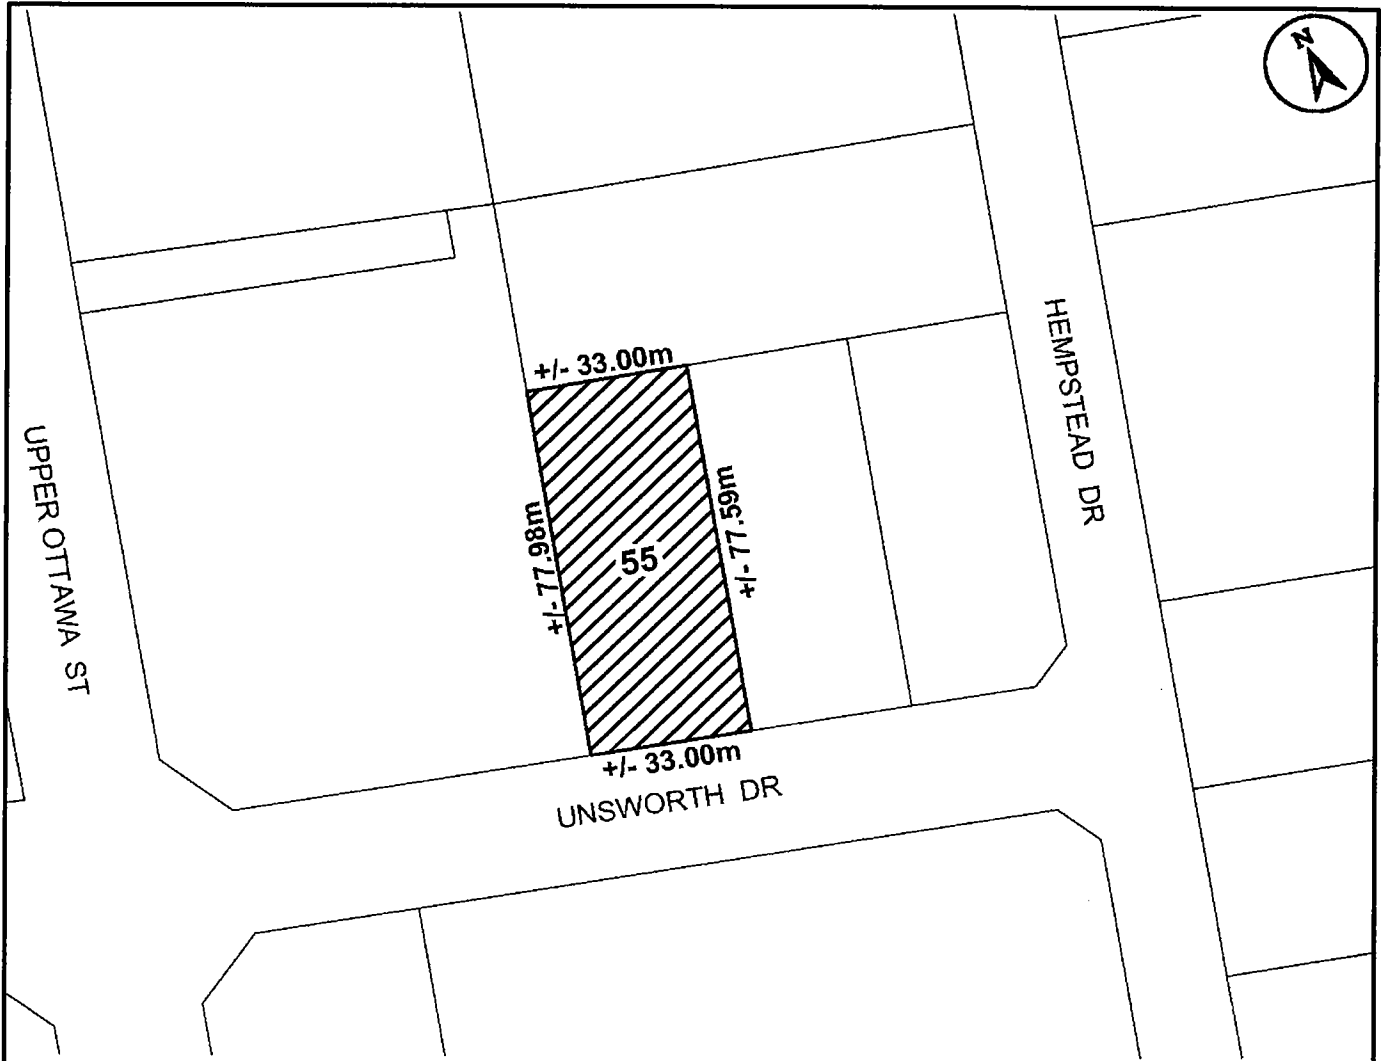 N
+/- 33.00m
HEMPSTEAD DR
UPPER OTTAWA ST
+/- 77.98m
55
+/- 77.59m
+/- 33.00m
UNSWORTH DR